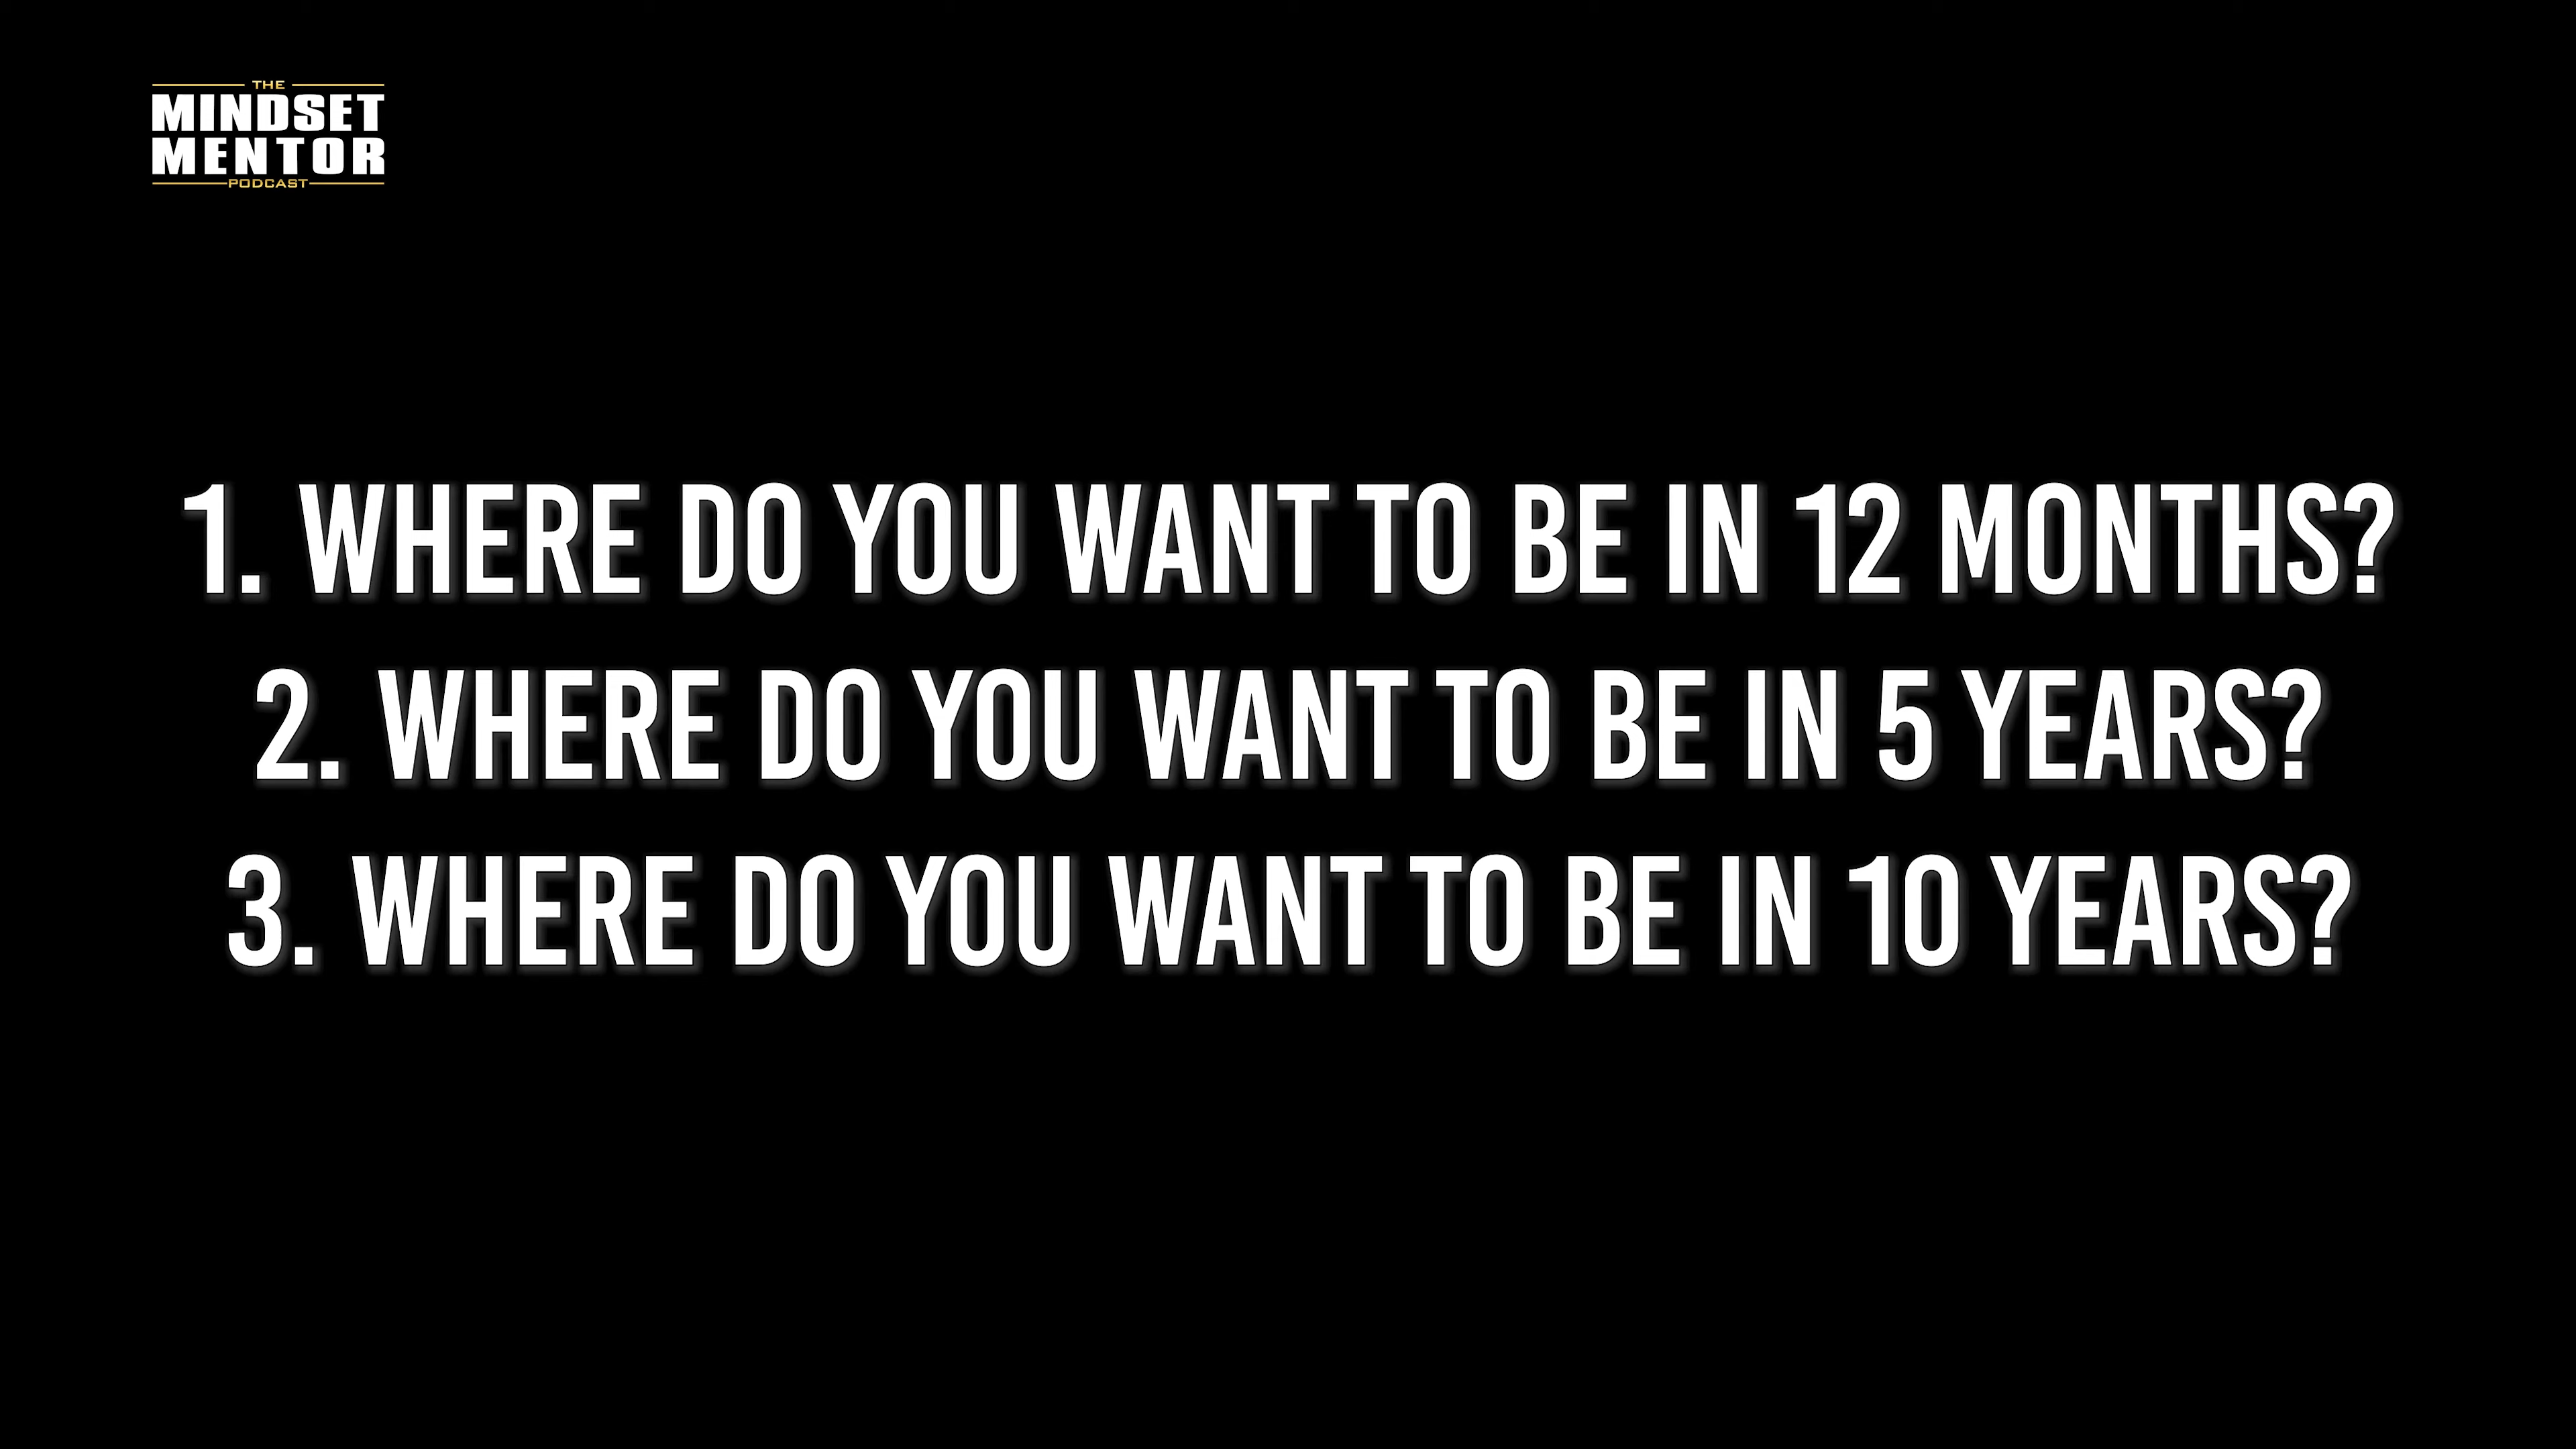 THE
MINDSET
MENTOR
PODCAST
1. WHERE DO YOU WANT TO BE IN 12 MONTHS?
2. WHERE DO YOU WANT TO BE IN 5 YEARS?
3. WHERE DO YOU WANT TO BE IN 10 YEARS?